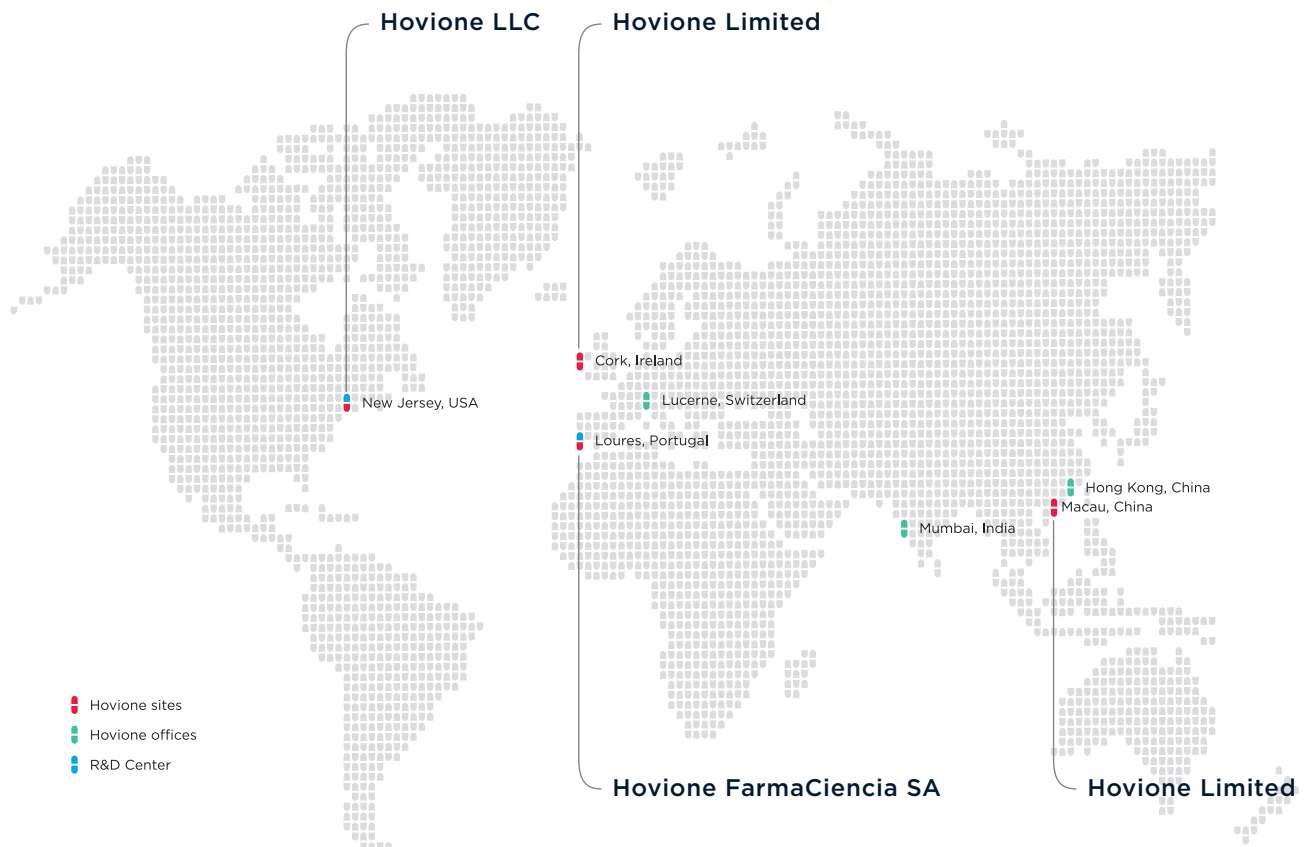 Hovione LLC
Hovione Limited
Cork, Ireland
Lucerne, Switzerland
New Jersey, USA
Loures, Portugal
Hong Kong, China
Macau, China
Mumbai, India
Hovione sites
Hovione offices
R&D Center
Hovione FarmaCiencia SA
Hovione Limited